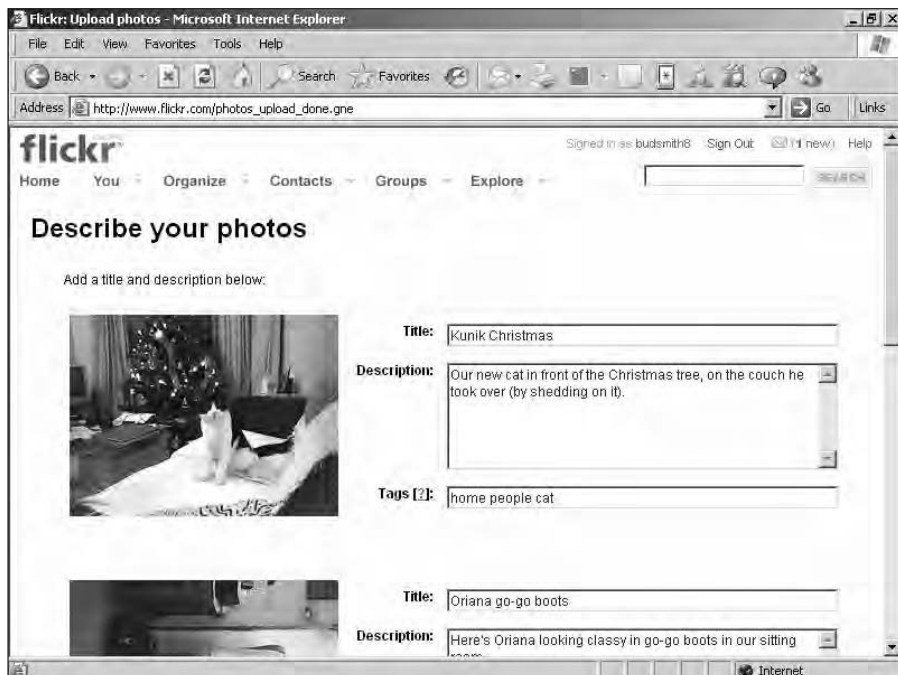 Flickr: Upload photos - Microsoft Internet Explorer
File Edit View Favorites Tools Help
Back Search Favorites
Address http://www.flickr.com/photos_upload_done.gne Go Links
flickr
Signed in as budsmith8 Sign Out (1 new) Help
Home You Organize Contacts Groups Explore SEARCH
Describe your photos
Add a title and description below:
Title: Kunik Christmas
Description: Our new cat in front of the Christmas tree, on the couch he
took over (by shedding on it).
Tags [?]: home people cat
Title: Oriana go-go boots
Description: Here's Oriana looking classy in go-go boots in our sitting
room
Internet